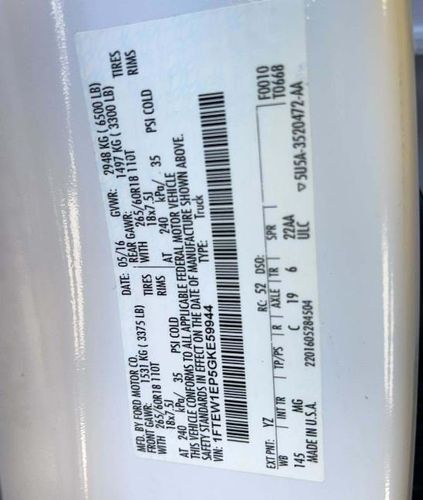 MFD. BY FORD MOTOR CO.
DATE: 05/16 GVWR: 2948 KG ( 6500 LB)
FRONT GAWR: 1531 KG ( 3375 LB) REAR GAWR: 1497 KG ( 3300 LB)
WITH 265/60R18 110T TIRES WITH 265/60R18 110T TIRES
18x7.5J RIMS 18x7.5J RIMS
AT 240 kPa/ 35 PSI COLD AT 240 kPa/ 35 PSI COLD
THIS VEHICLE CONFORMS TO ALL APPLICABLE FEDERAL MOTOR VEHICLE
SAFETY STANDARDS IN EFFECT ON THE DATE OF MANUFACTURE SHOWN ABOVE.
VIN: 1FTEW1EP5GKE59944 TYPE: Truck
F0010
T0668
EXT PNT: YZ RC: 52 DSO:
WB INT TR TP/PS R AXLE TR SPR
145 MG C 19 6 22AA
MADE IN U.S.A. 2201605284504 ULC ▽5U5A-3520472-AA